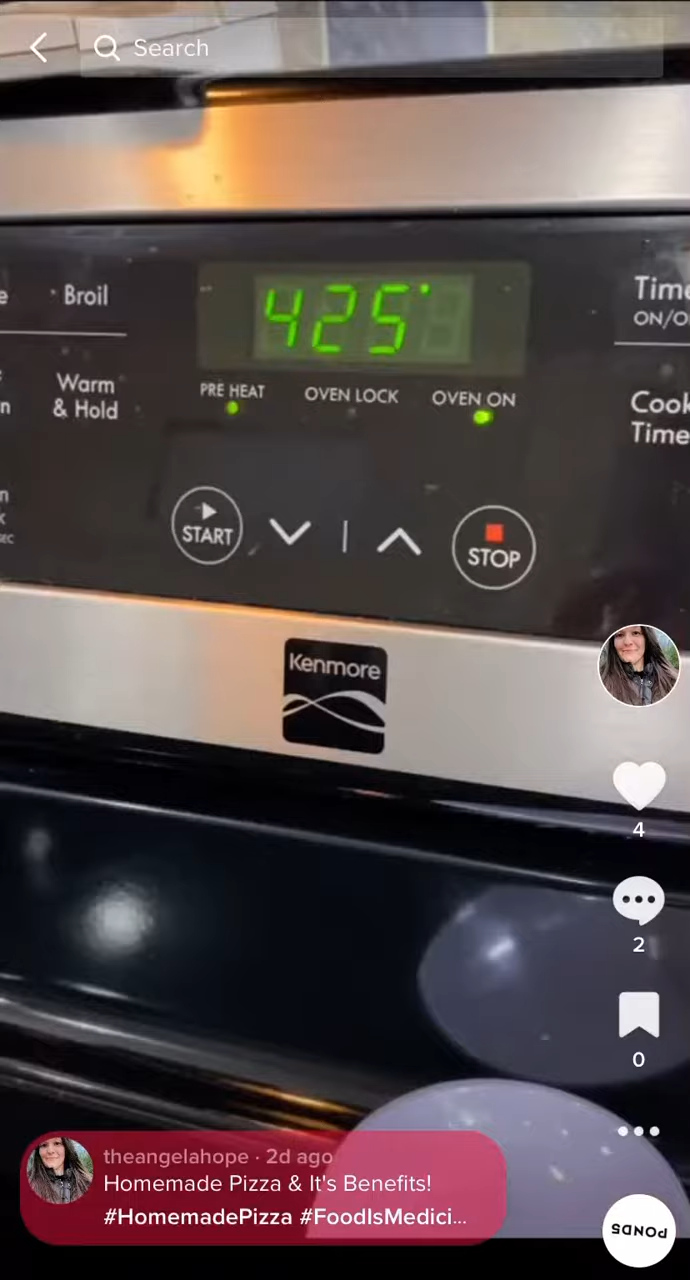 Search
e
Broil
425°
Time
ON/O
PRE HEAT
OVEN LOCK
OVEN ON
Warm
& Hold
n
Cook
Time
n
k
SEC
START
STOP
Kenmore
4
2
0
theangelahope · 2d ago
Homemade Pizza & It's Benefits!
#HomemadePizza #FoodIsMedici...
PONDS